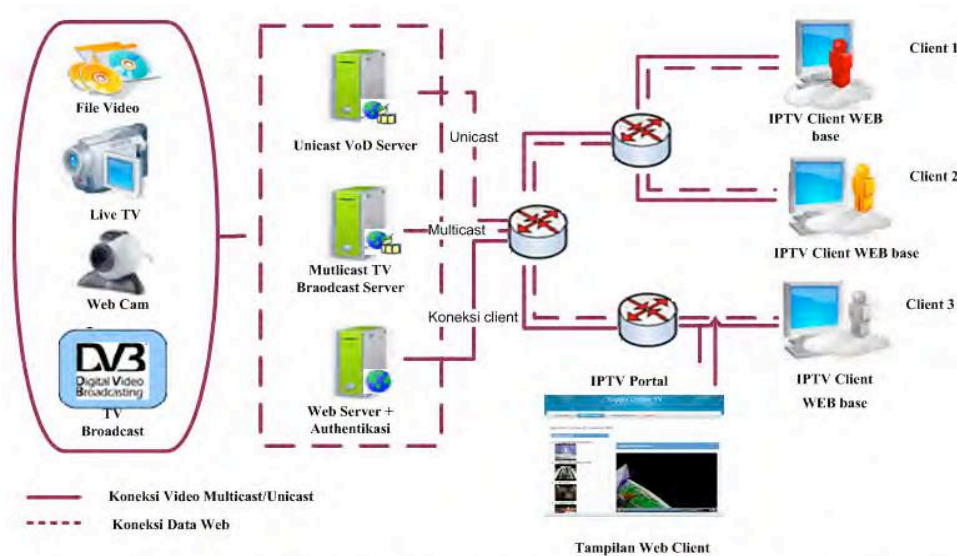 File Video
Live TV
Web Cam
DVB
Digital Video
Broadcasting
TV
Broadcast
Unicast VoD Server
Mutlicast TV
Braodcast Server
Web Server +
Authentikasi
Unicast
Multicast
Koneksi client
Client 1
IPTV Client WEB
base
Client 2
IPTV Client WEB base
Client 3
IPTV Client
WEB base
IPTV Portal
Tampilan Web Client
Koneksi Video Multicast/Unicast
Koneksi Data Web